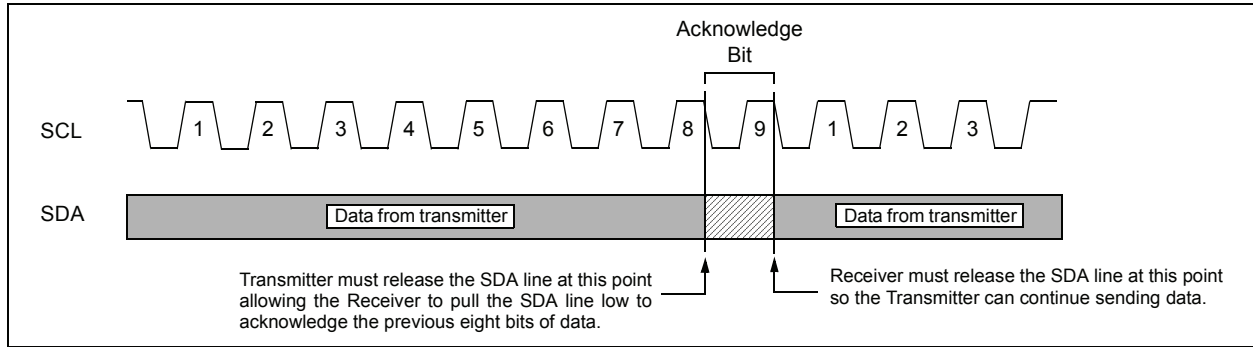 Acknowledge
Bit
SCL 1 2 3 4 5 6 7 8 9 1 2 3
SDA Data from transmitter Data from transmitter
Transmitter must release the SDA line at this point
allowing the Receiver to pull the SDA line low to
acknowledge the previous eight bits of data.
Receiver must release the SDA line at this point
so the Transmitter can continue sending data.